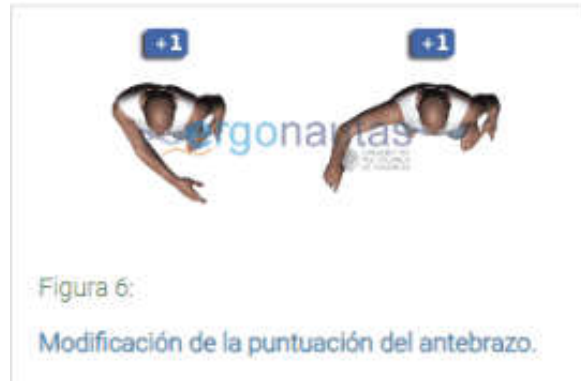 +1 +1
ergonautas
Figura 6:
Modificación de la puntuación del antebrazo.